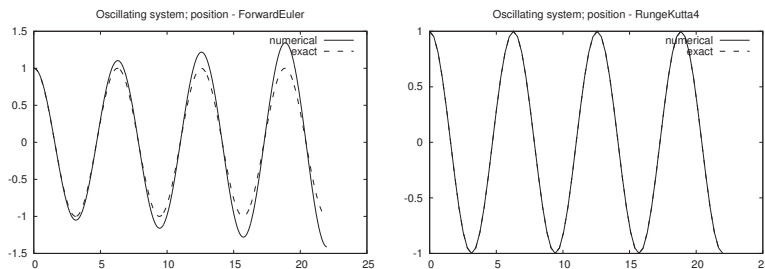 Oscillating system; position - ForwardEuler
1.5
numerical
exact
1
0.5
0
-0.5
-1
-1.5
0 5 10 15 20 25
Oscillating system; position - RungeKutta4
1
numerical
exact
0.5
0
-0.5
-1
0 5 10 15 20 25